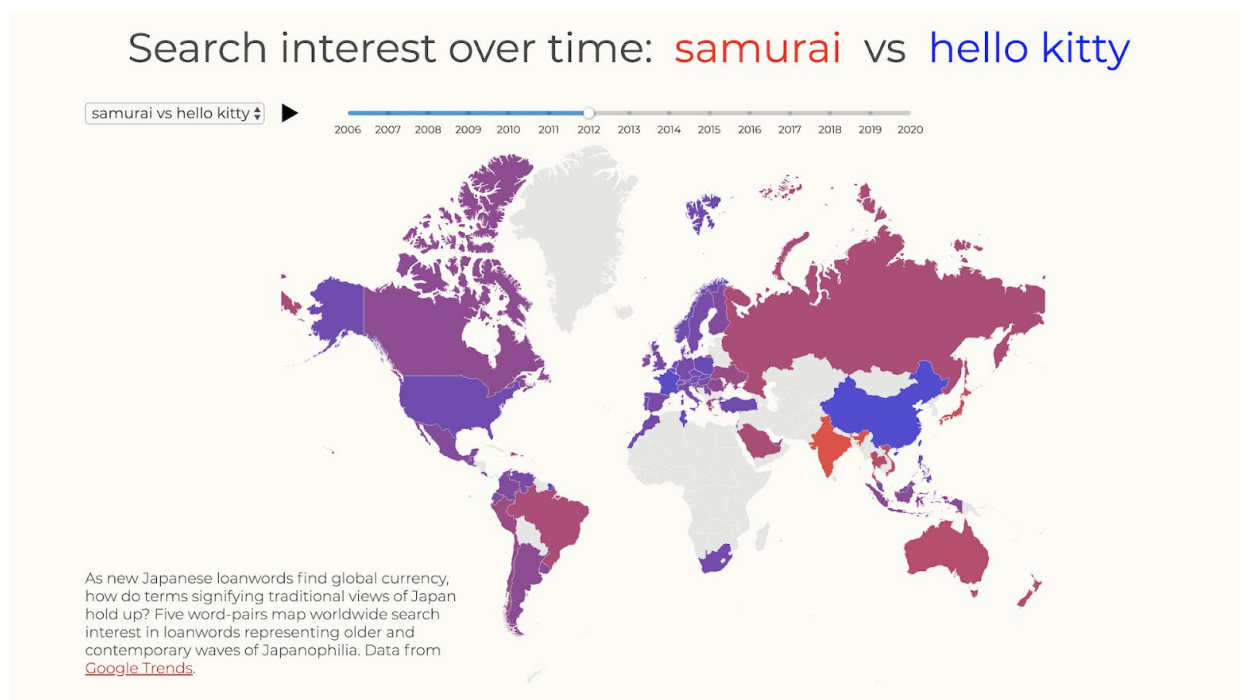 Search interest over time: samurai vs hello kitty
samurai vs hello kitty
2006 2007 2008 2009 2010 2011 2012 2013 2014 2015 2016 2017 2018 2019 2020
As new Japanese loanwords find global currency,
how do terms signifying traditional views of Japan
hold up? Five word-pairs map worldwide search
interest in loanwords representing older and
contemporary waves of Japanophilia. Data from
Google Trends.